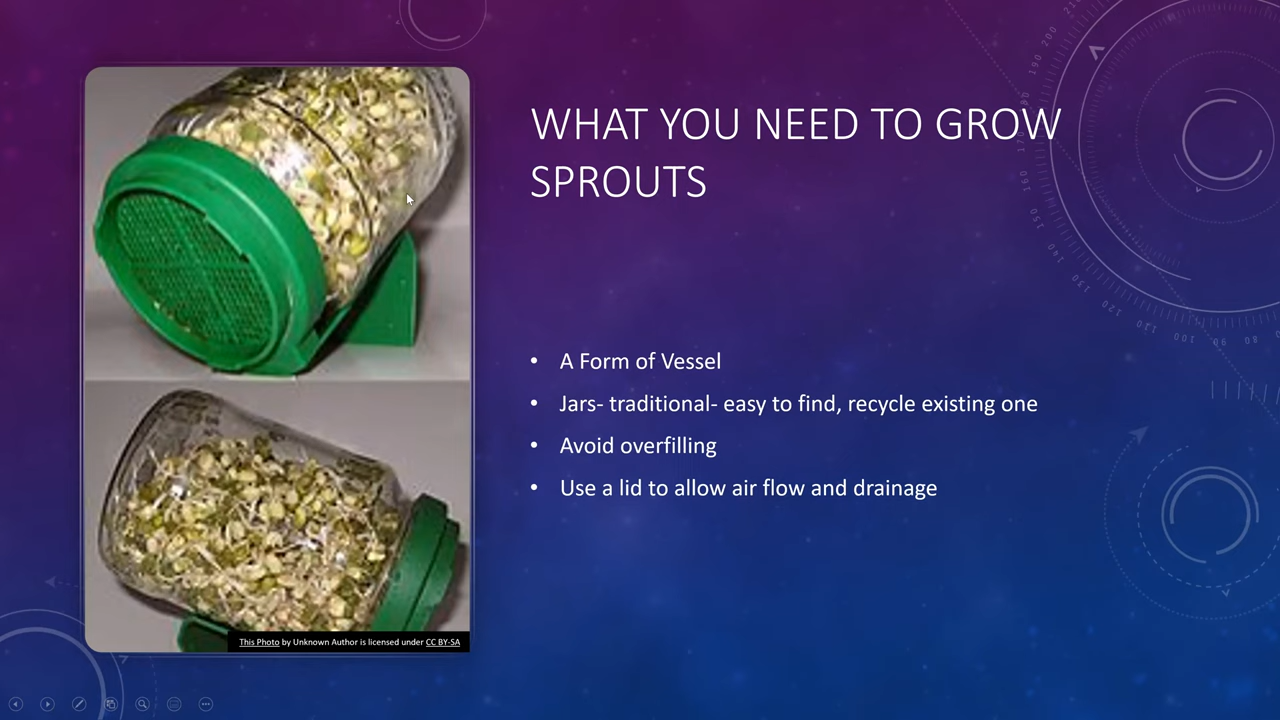 WHAT YOU NEED TO GROW
SPROUTS
• A Form of Vessel
• Jars- traditional- easy to find, recycle existing one
• Avoid overfilling
• Use a lid to allow air flow and drainage
This Photo by Unknown Author is licensed under CC BY-SA